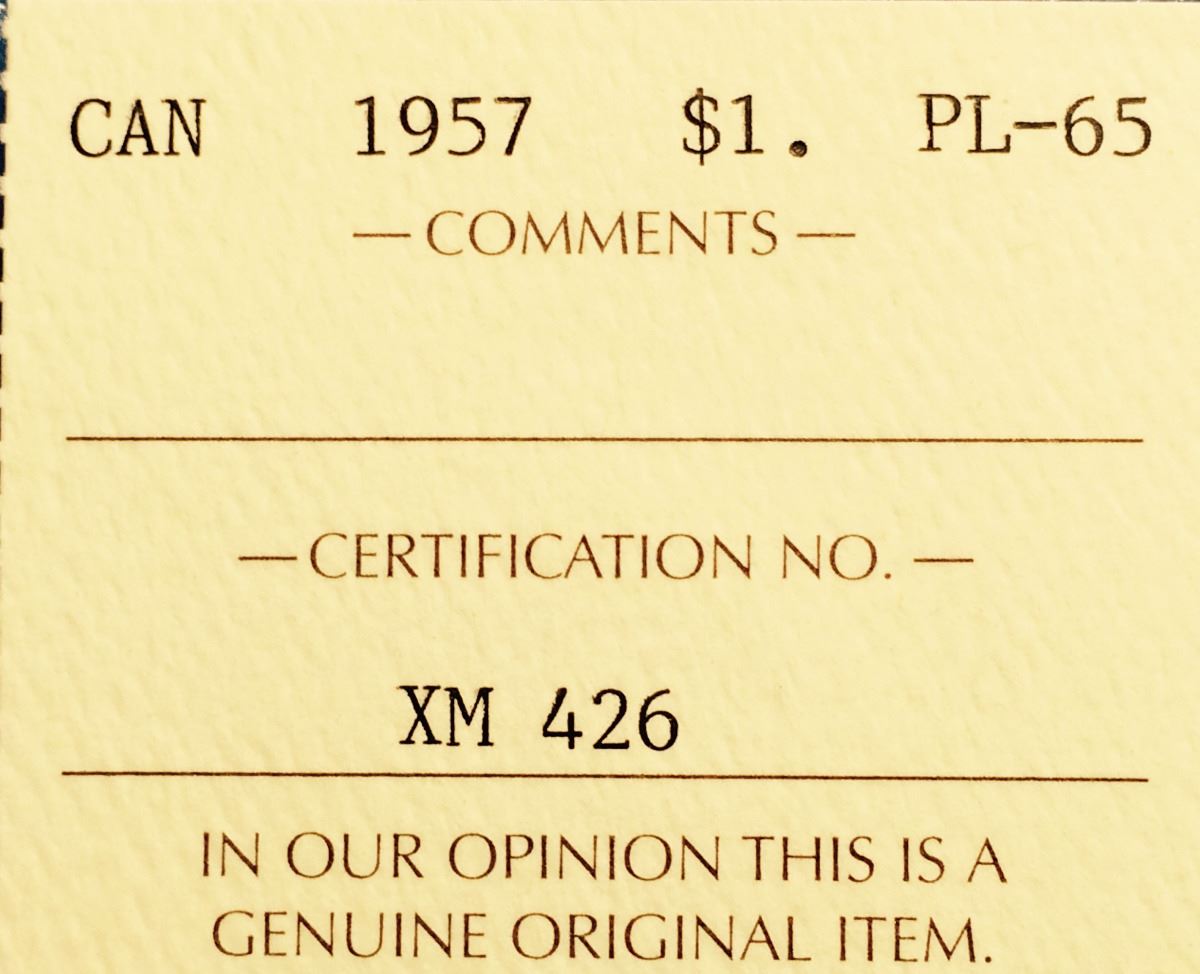 CAN 1957 $1. PL-65
— COMMENTS —
— CERTIFICATION NO. —
XM 426
IN OUR OPINION THIS IS A
GENUINE ORIGINAL ITEM.